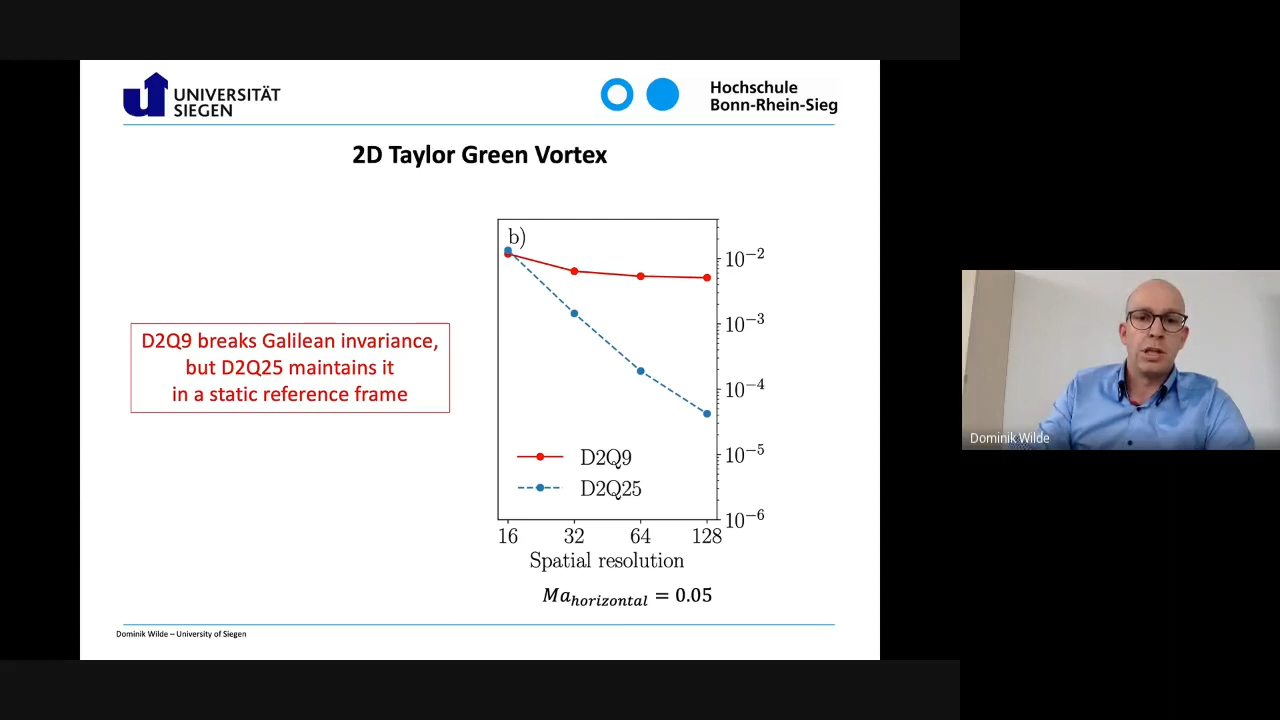 UNIVERSITÄT
SIEGEN
Hochschule
Bonn-Rhein-Sieg
2D Taylor Green Vortex
D2Q9 breaks Galilean invariance,
but D2Q25 maintains it
in a static reference frame
b)
10−2
10−3
10−4
10−5
10−6
D2Q9
D2Q25
16 32 64 128
Spatial resolution
Mahorizontal = 0.05
Dominik Wilde – University of Siegen
Dominik Wilde